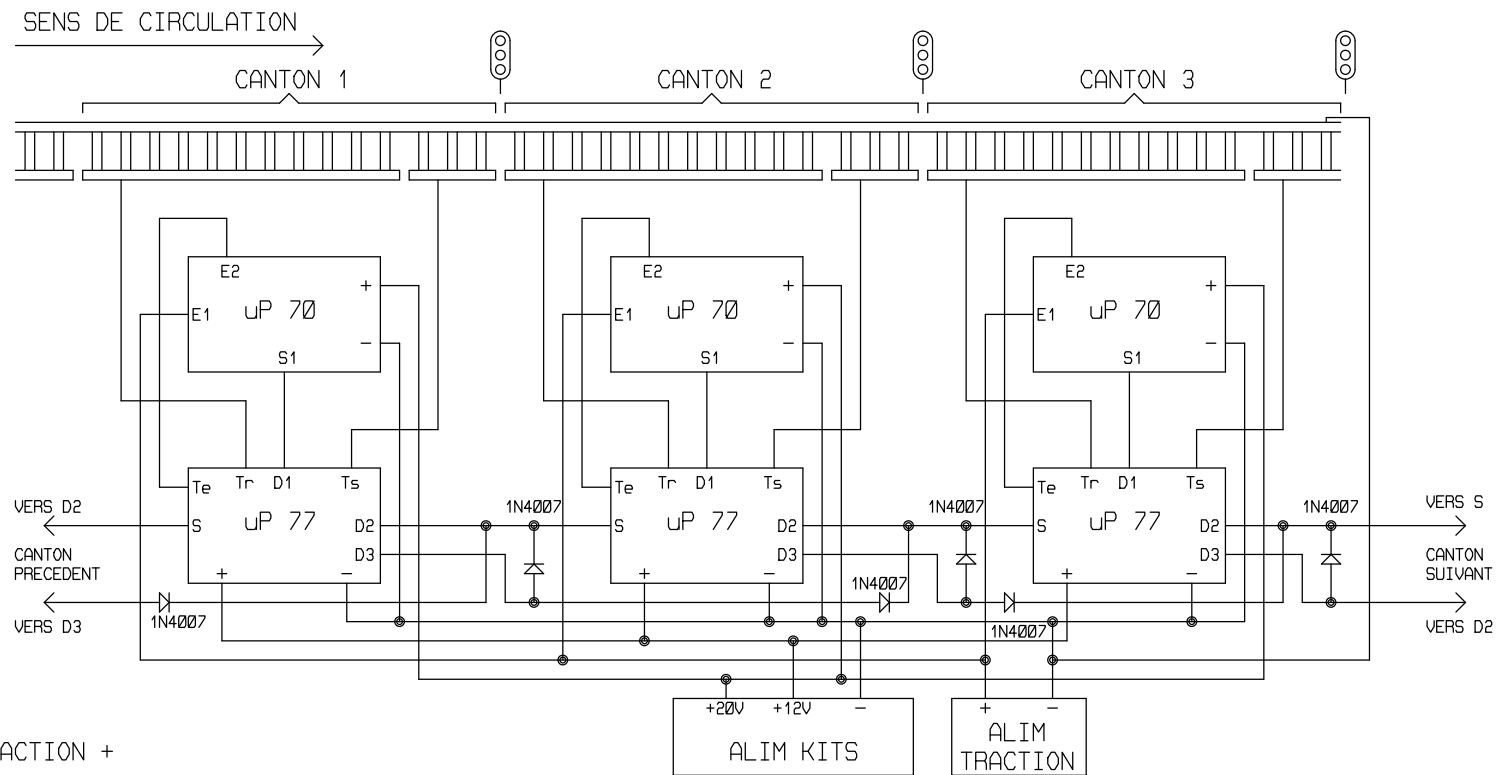 SENS DE CIRCULATION
CANTON 1
CANTON 2
CANTON 3
E2
+
E1
uP 70
-
S1
E2
+
E1
uP 70
-
S1
E2
+
E1
uP 70
-
S1
Te
Tr
D1
Ts
S
uP 77
D2
D3
+
-
Te
Tr
D1
Ts
S
uP 77
D2
D3
+
-
Te
Tr
D1
Ts
S
uP 77
D2
D3
+
-
VERS D2
CANTON
PRECEDENT
VERS D3
1N4007
1N4007
1N4007
1N4007
1N4007
VERS S
CANTON
SUIVANT
VERS D2
+20V
+12V
-
ALIM KITS
+
-
ALIM
TRACTION
ACTION +